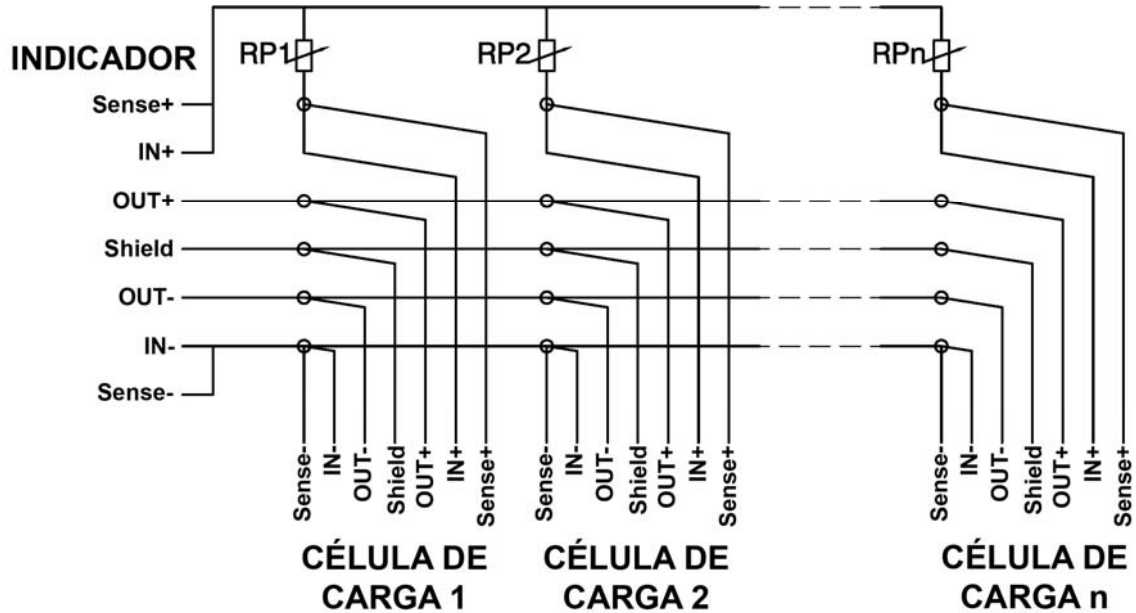 RP1
RP2
RPn
INDICADOR
Sense+
IN+
OUT+
Shield
OUT-
IN-
Sense-
Sense-
IN-
OUT-
Shield
OUT+
IN+
Sense+
CÉLULA DE
CARGA 1
Sense-
IN-
OUT-
Shield
OUT+
IN+
Sense+
CÉLULA DE
CARGA 2
Sense-
IN-
OUT-
Shield
OUT+
IN+
Sense+
CÉLULA DE
CARGA n